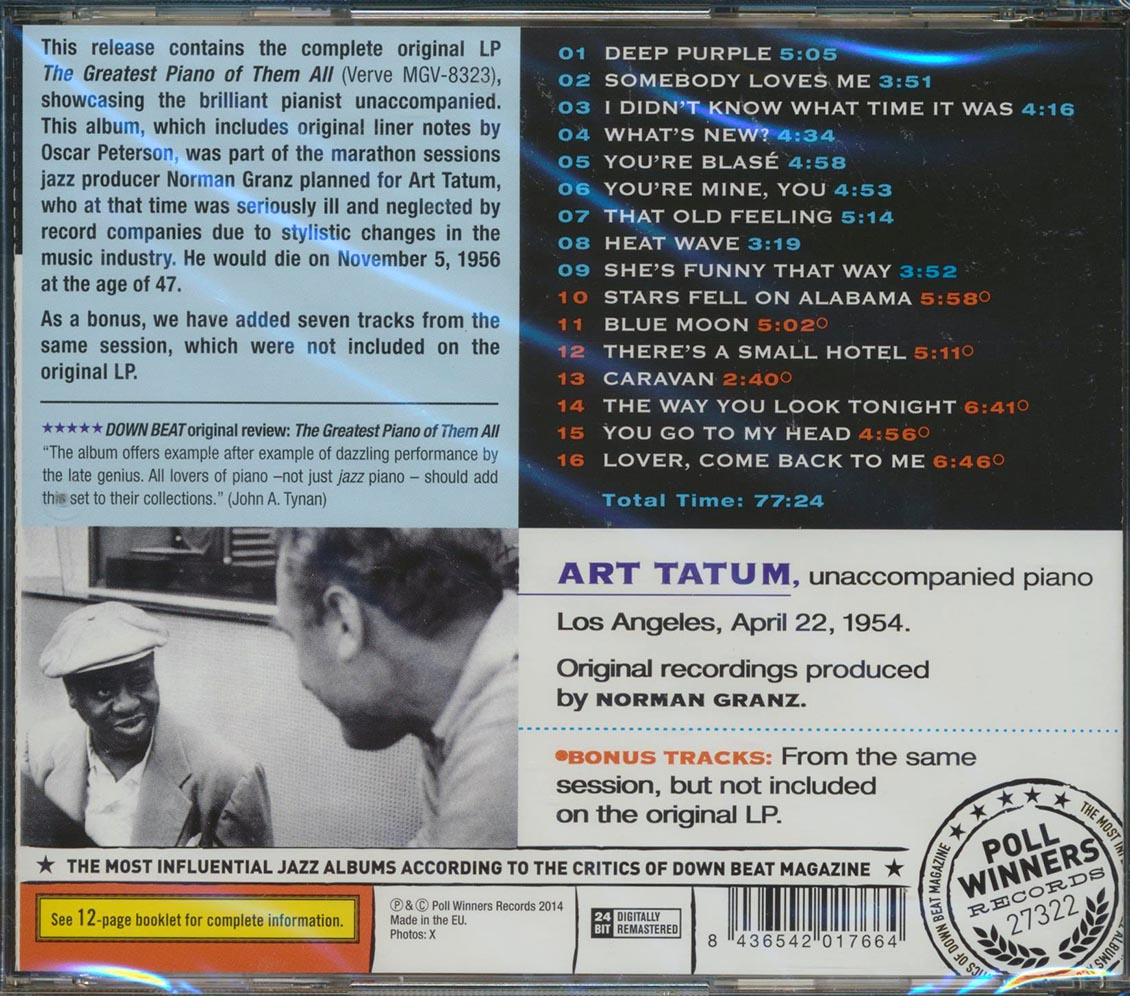 This release contains the complete original LP
The Greatest Piano of Them All (Verve MGV-8323),
showcasing the brilliant pianist unaccompanied.
This album, which includes original liner notes by
Oscar Peterson, was part of the marathon sessions
jazz producer Norman Granz planned for Art Tatum,
who at that time was seriously ill and neglected by
record companies due to stylistic changes in the
music industry. He would die on November 5, 1956
at the age of 47.
As a bonus, we have added seven tracks from the
same session, which were not included on the
original LP.
★★★★★ DOWN BEAT original review: The Greatest Piano of Them All
“The album offers example after example of dazzling performance by
the late genius. All lovers of piano –not just jazz piano – should add
this set to their collections.” (John A. Tynan)
01 DEEP PURPLE 5:05
02 SOMEBODY LOVES ME 3:51
03 I DIDN'T KNOW WHAT TIME IT WAS 4:16
04 WHAT'S NEW? 4:34
05 YOU'RE BLASÉ 4:58
06 YOU'RE MINE, YOU 4:53
07 THAT OLD FEELING 5:14
08 HEAT WAVE 3:19
09 SHE'S FUNNY THAT WAY 3:52
10 STARS FELL ON ALABAMA 5:58○
11 BLUE MOON 5:02○
12 THERE'S A SMALL HOTEL 5:11○
13 CARAVAN 2:40○
14 THE WAY YOU LOOK TONIGHT 6:41○
15 YOU GO TO MY HEAD 4:56○
16 LOVER, COME BACK TO ME 6:46○
Total Time: 77:24
ART TATUM, unaccompanied piano
Los Angeles, April 22, 1954.
Original recordings produced
by NORMAN GRANZ.
●BONUS TRACKS: From the same
session, but not included
on the original LP.
★ THE MOST INFLUENTIAL JAZZ ALBUMS ACCORDING TO THE CRITICS OF DOWN BEAT MAGAZINE ★
See 12-page booklet for complete information.
℗ & © Poll Winners Records 2014
Made in the EU.
Photos: X
24 BIT DIGITALLY REMASTERED
8 436542 017664
POLL
WINNERS
RECORDS
27322
THE MOST
CS OF DOWN BEAT MAGAZINE
ALBUMS